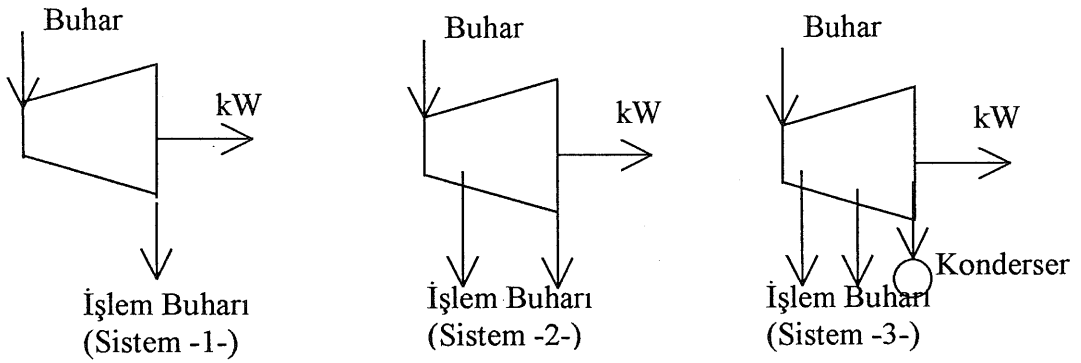 Buhar
kW
İşlem Buharı
(Sistem -1-)
Buhar
kW
İşlem Buharı
(Sistem -2-)
Buhar
kW
Konderser
İşlem Buharı
(Sistem -3-)